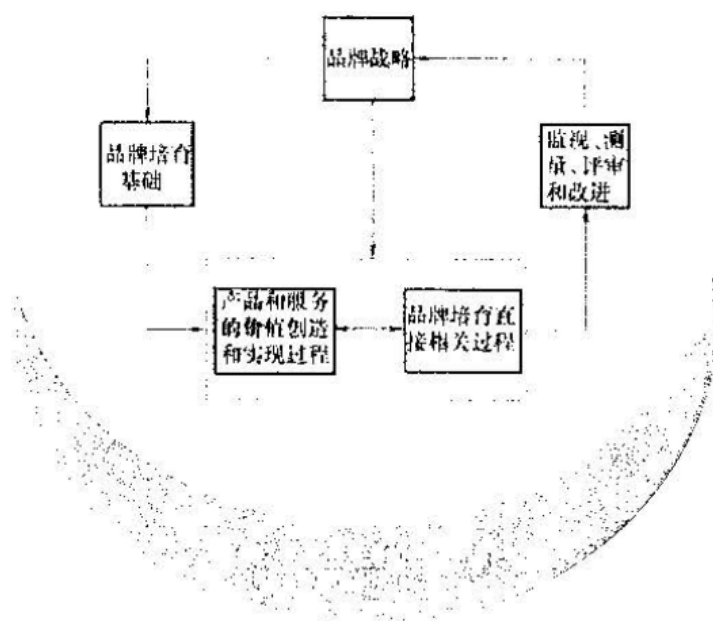 品牌战略
品牌培育
基础
监视、测
量、评审
和改进
产品和服务
的价值创造
和实现过程
品牌培育直
接相关过程